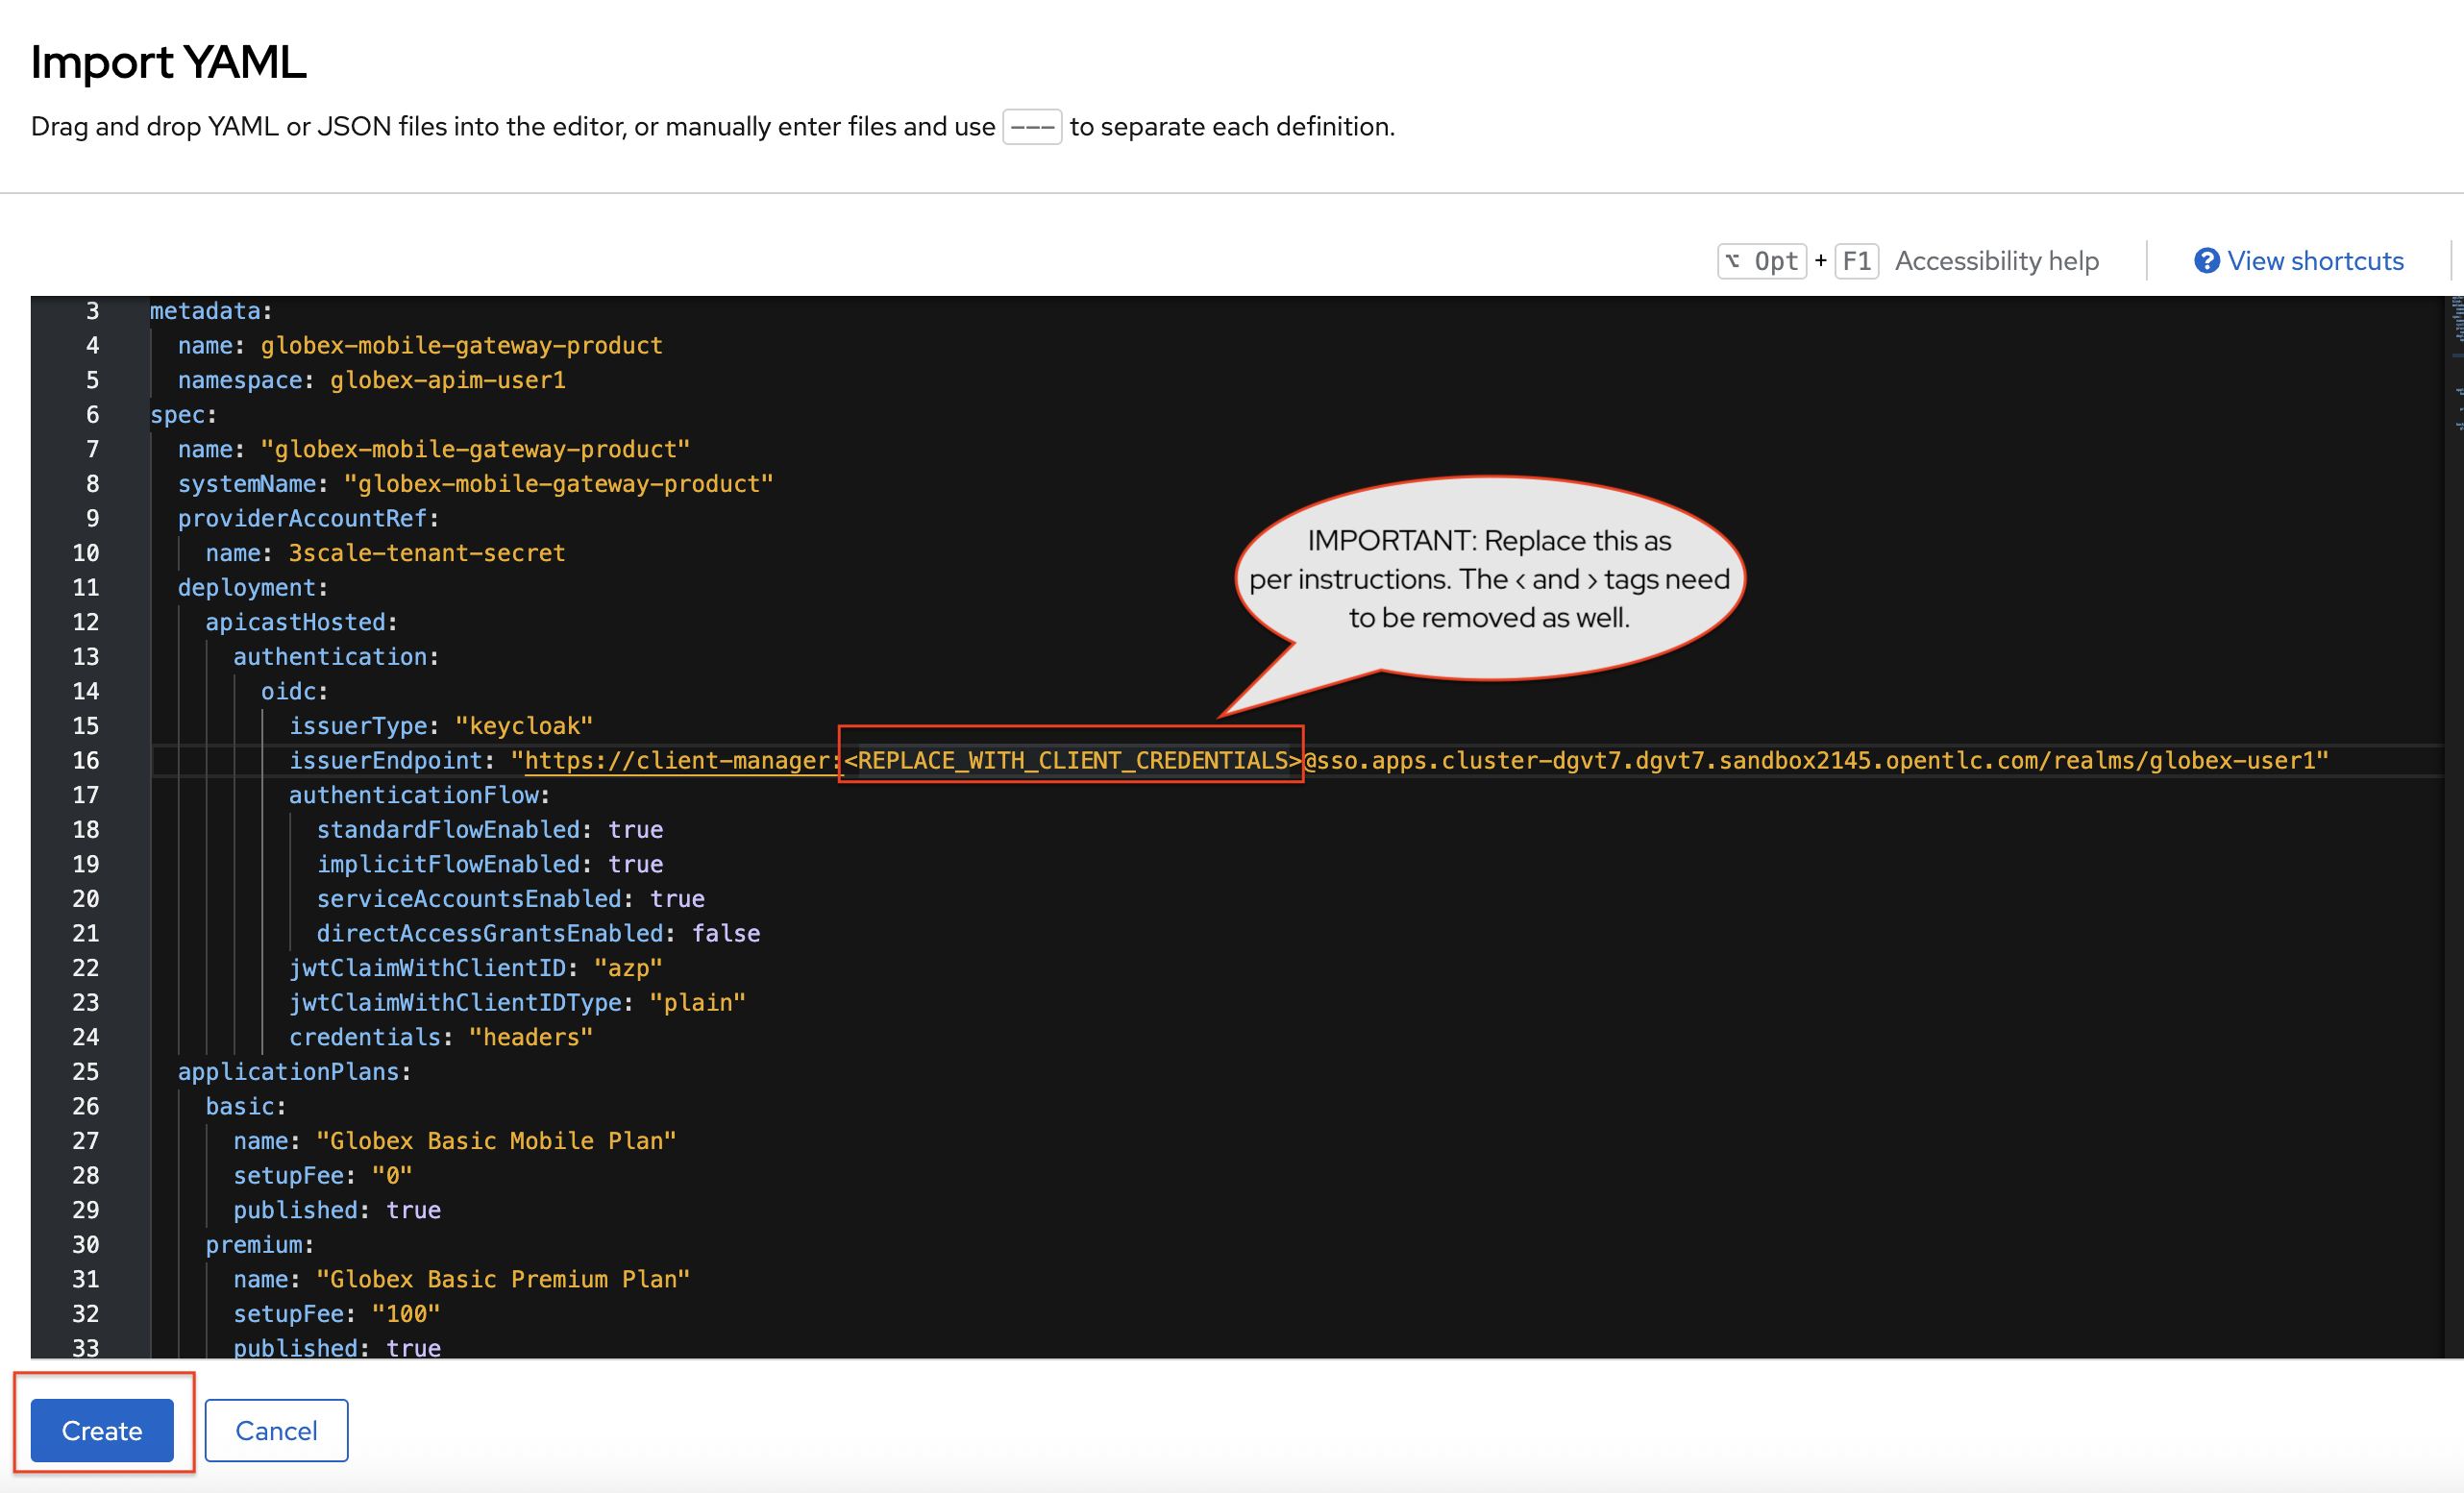 Import YAML
Drag and drop YAML or JSON files into the editor, or manually enter files and use --- to separate each definition.
⌥ Opt + F1 Accessibility help
View shortcuts
3 metadata:
4 name: globex-mobile-gateway-product
5 namespace: globex-apim-user1
6 spec:
7 name: "globex-mobile-gateway-product"
8 systemName: "globex-mobile-gateway-product"
9 providerAccountRef:
10 name: 3scale-tenant-secret
11 deployment:
12 apicastHosted:
13 authentication:
14 oidc:
15 issuerType: "keycloak"
16 issuerEndpoint: "https://client-manager:<REPLACE_WITH_CLIENT_CREDENTIALS>@sso.apps.cluster-dgvt7.dgvt7.sandbox2145.opentlc.com/realms/globex-user1"
17 authenticationFlow:
18 standardFlowEnabled: true
19 implicitFlowEnabled: true
20 serviceAccountsEnabled: true
21 directAccessGrantsEnabled: false
22 jwtClaimWithClientID: "azp"
23 jwtClaimWithClientIDType: "plain"
24 credentials: "headers"
25 applicationPlans:
26 basic:
27 name: "Globex Basic Mobile Plan"
28 setupFee: "0"
29 published: true
30 premium:
31 name: "Globex Basic Premium Plan"
32 setupFee: "100"
33 published: true
IMPORTANT: Replace this as
per instructions. The < and > tags need
to be removed as well.
Create
Cancel